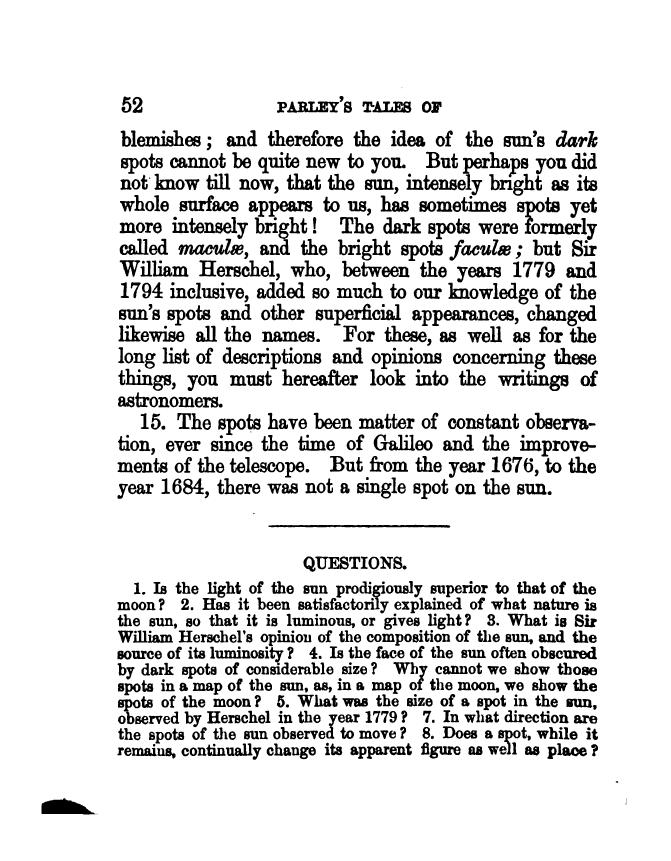 52 PARLEY'S TALES OF
blemishes; and therefore the idea of the sun's dark
spots cannot be quite new to you. But perhaps you did
not know till now, that the sun, intensely bright as its
whole surface appears to us, has sometimes spots yet
more intensely bright! The dark spots were formerly
called maculæ, and the bright spots faculæ; but Sir
William Herschel, who, between the years 1779 and
1794 inclusive, added so much to our knowledge of the
sun's spots and other superficial appearances, changed
likewise all the names. For these, as well as for the
long list of descriptions and opinions concerning these
things, you must hereafter look into the writings of
astronomers.
15. The spots have been matter of constant observa-
tion, ever since the time of Galileo and the improve-
ments of the telescope. But from the year 1676, to the
year 1684, there was not a single spot on the sun.
QUESTIONS.
1. Is the light of the sun prodigiously superior to that of the
moon? 2. Has it been satisfactorily explained of what nature is
the sun, so that it is luminous, or gives light? 3. What is Sir
William Herschel's opinion of the composition of the sun, and the
source of its luminosity? 4. Is the face of the sun often obscured
by dark spots of considerable size? Why cannot we show those
spots in a map of the sun, as, in a map of the moon, we show the
spots of the moon? 5. What was the size of a spot in the sun,
observed by Herschel in the year 1779? 7. In what direction are
the spots of the sun observed to move? 8. Does a spot, while it
remains, continually change its apparent figure as well as place?